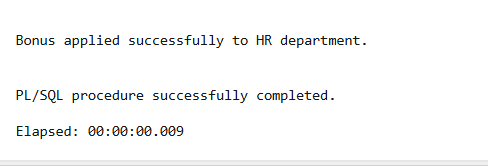 Bonus applied successfully to HR department.
PL/SQL procedure successfully completed.
Elapsed: 00:00:00.009